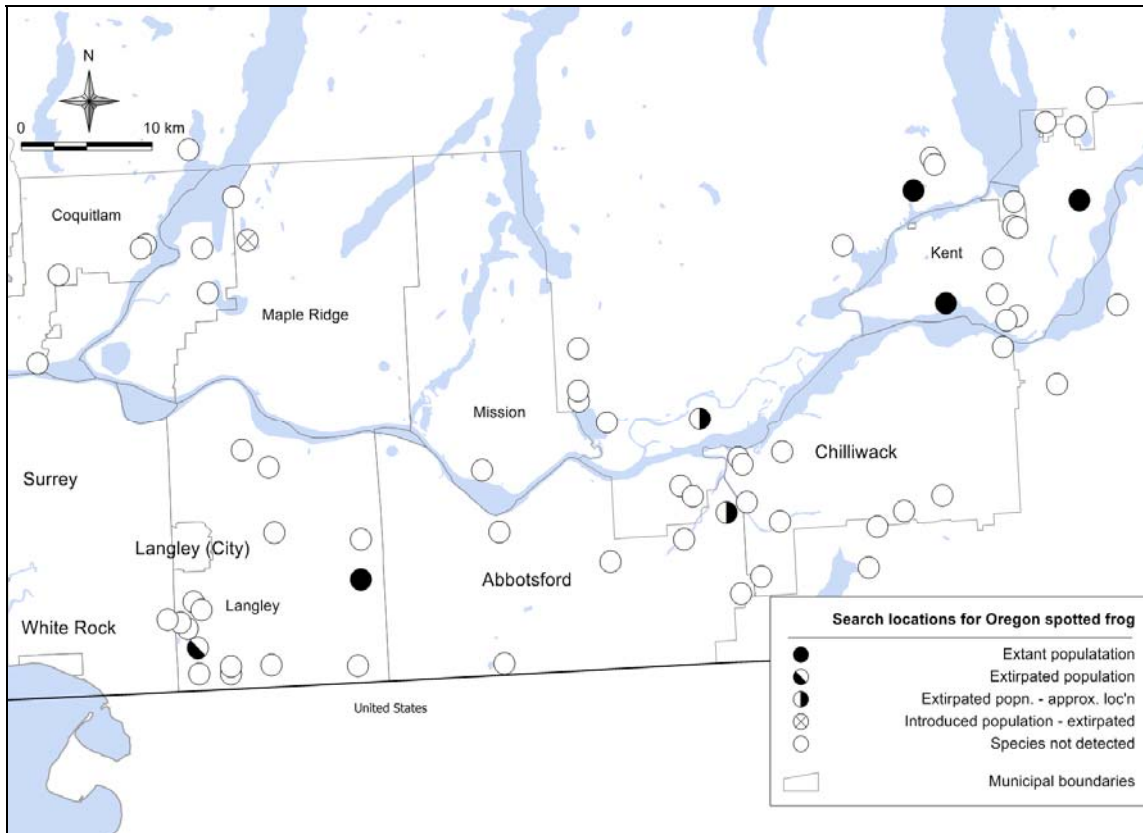 N
0 10 km
Coquitlam
Kent
Maple Ridge
Mission
Chilliwack
Surrey
Langley (City)
Abbotsford
Langley
White Rock
United States
Search locations for Oregon spotted frog
Extant populatation
Extirpated population
Extirpated popn. - approx. loc'n
Introduced population - extirpated
Species not detected
Municipal boundaries